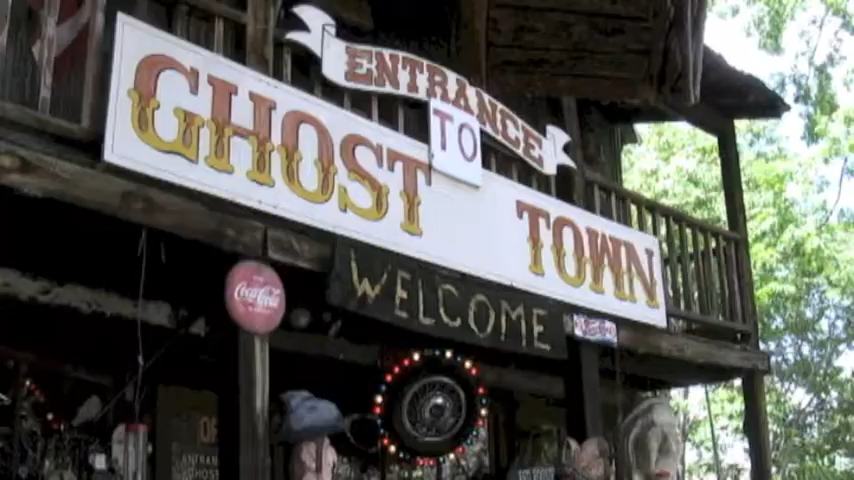 ENTRANCE
TO
GHOST TOWN
WELCOME
Coca-Cola